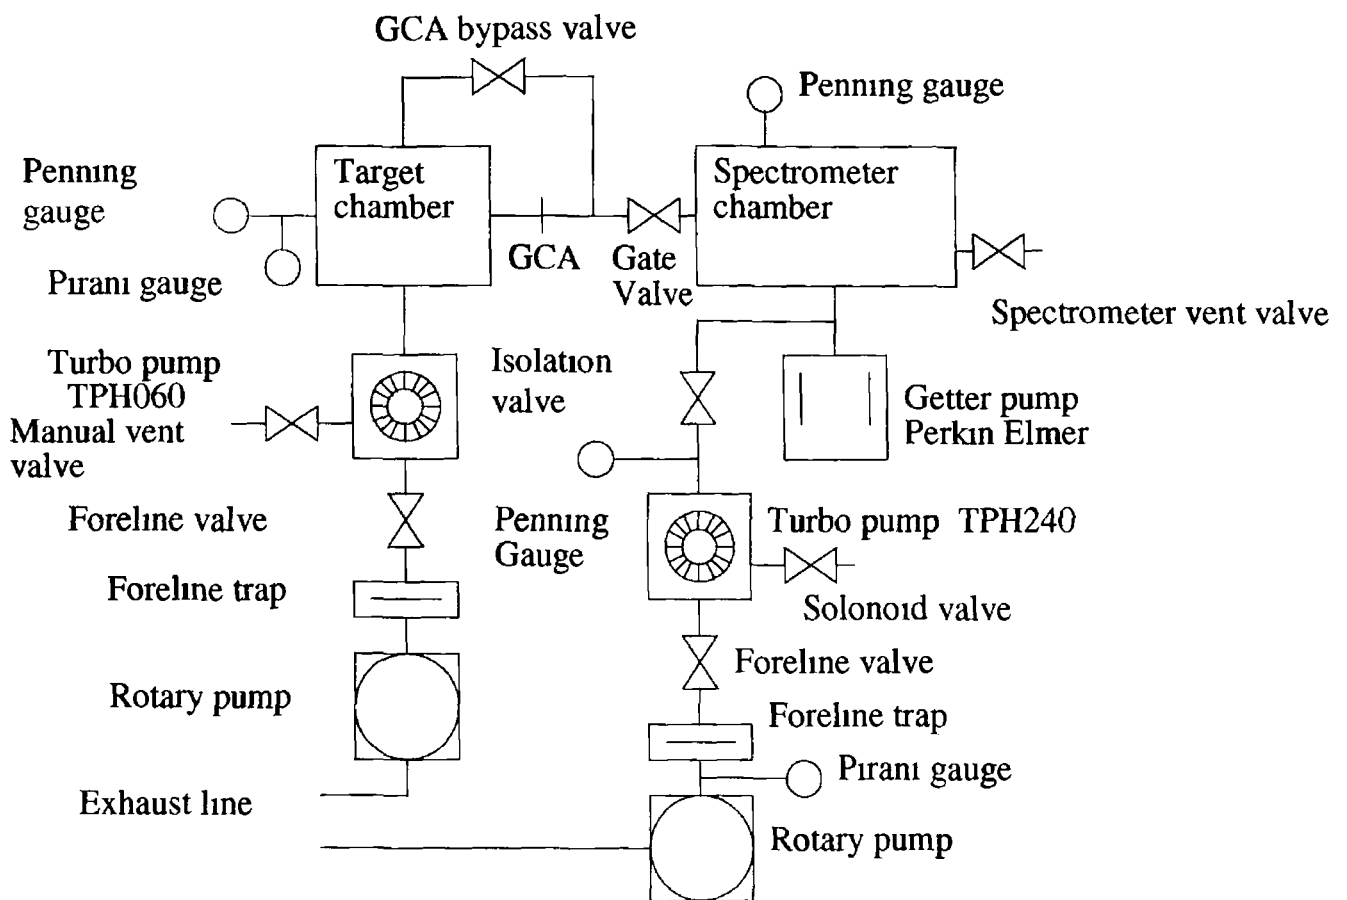 GCA bypass valve
Penning gauge
Penning
gauge
Target
chamber
Spectrometer
chamber
GCA
Gate
Valve
Pirani gauge
Spectrometer vent valve
Turbo pump
TPH060
Manual vent
valve
Isolation
valve
Getter pump
Perkin Elmer
Foreline valve
Penning
Gauge
Turbo pump TPH240
Foreline trap
Solonoid valve
Foreline valve
Rotary pump
Foreline trap
Pirani gauge
Exhaust line
Rotary pump